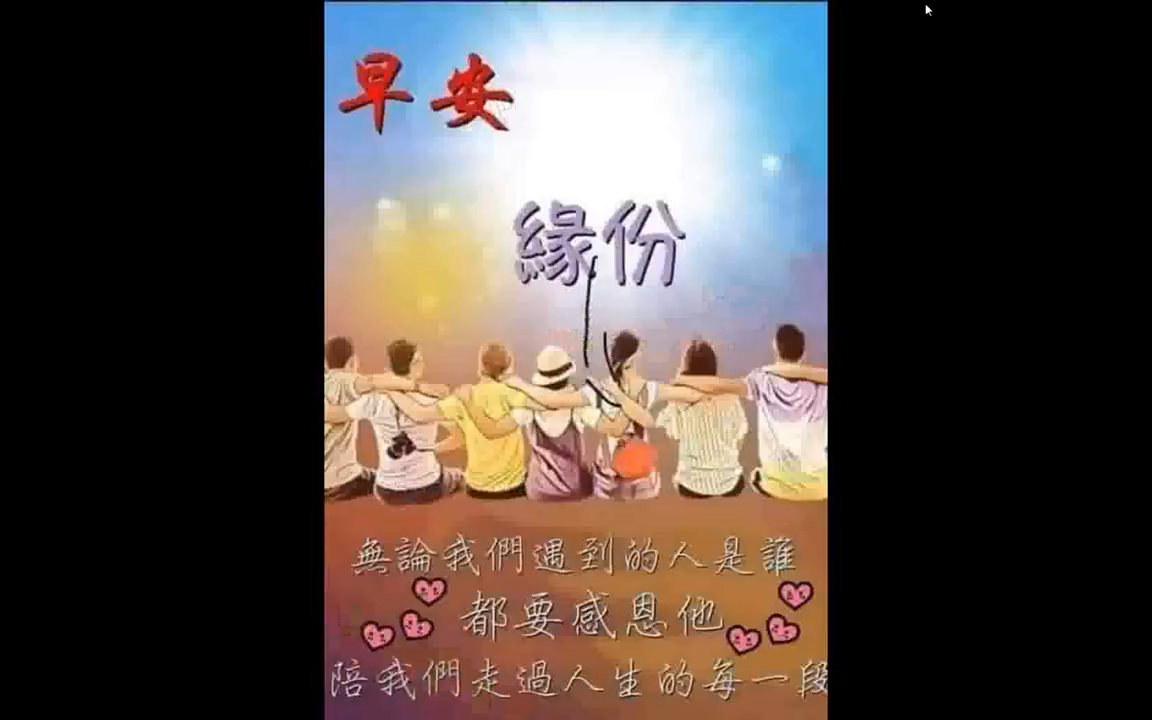 早安
緣份
無論我們遇到的人是誰
都要感恩他
陪我們走過人生的每一段